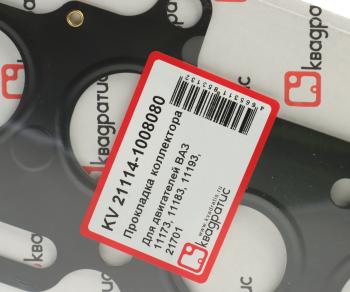 KV 21114-1008080
Прокладка коллектора
Для двигателей ВАЗ
11173, 11183, 11193,
21701
www.kvadratis.ru
квадратис
квадратис
квадратис